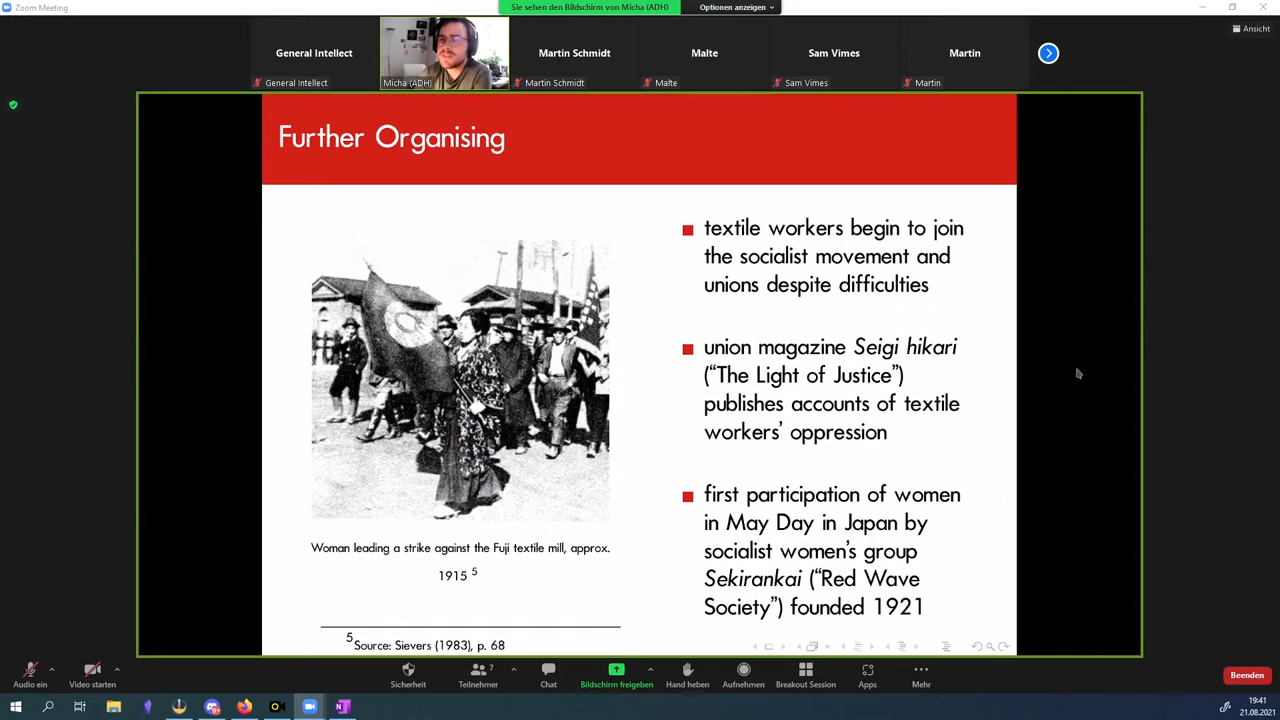 Zoom Meeting
Sie sehen den Bildschirm von Micha (ADH)
Optionen anzeigen
Ansicht
General Intellect
Martin Schmidt
Malte
Sam Vimes
Martin
General Intellect
Micha (ADH)
Martin Schmidt
Malte
Sam Vimes
Martin
Further Organising
textile workers begin to join
the socialist movement and
unions despite difficulties
union magazine Seigi hikari
(“The Light of Justice”)
publishes accounts of textile
workers’ oppression
first participation of women
in May Day in Japan by
socialist women’s group
Sekirankai (“Red Wave
Society”) founded 1921
Woman leading a strike against the Fuji textile mill, approx.
1915 5
5 Source: Sievers (1983), p. 68
Audio ein
Video starten
Sicherheit
Teilnehmer
7
Chat
Bildschirm freigeben
Hand heben
Aufnehmen
Breakout Session
Apps
Mehr
Beenden
19:41
21.08.2021